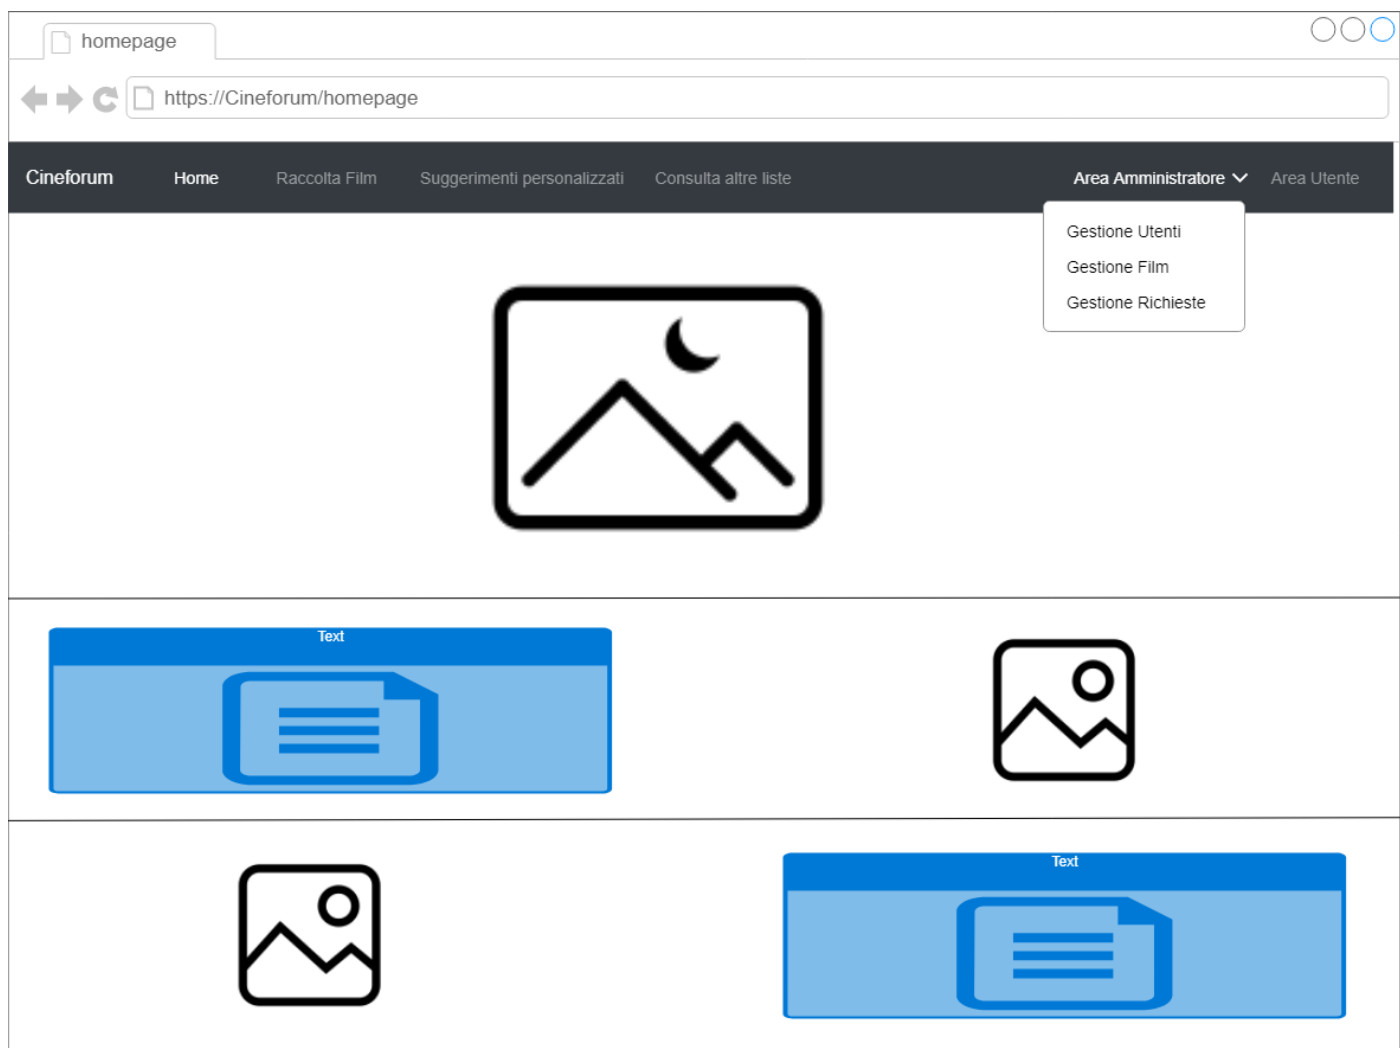 homepage
https://Cineforum/homepage
Cineforum Home Raccolta Film Suggerimenti personalizzati Consulta altre liste Area Amministratore Area Utente
Gestione Utenti
Gestione Film
Gestione Richieste
Text
Text